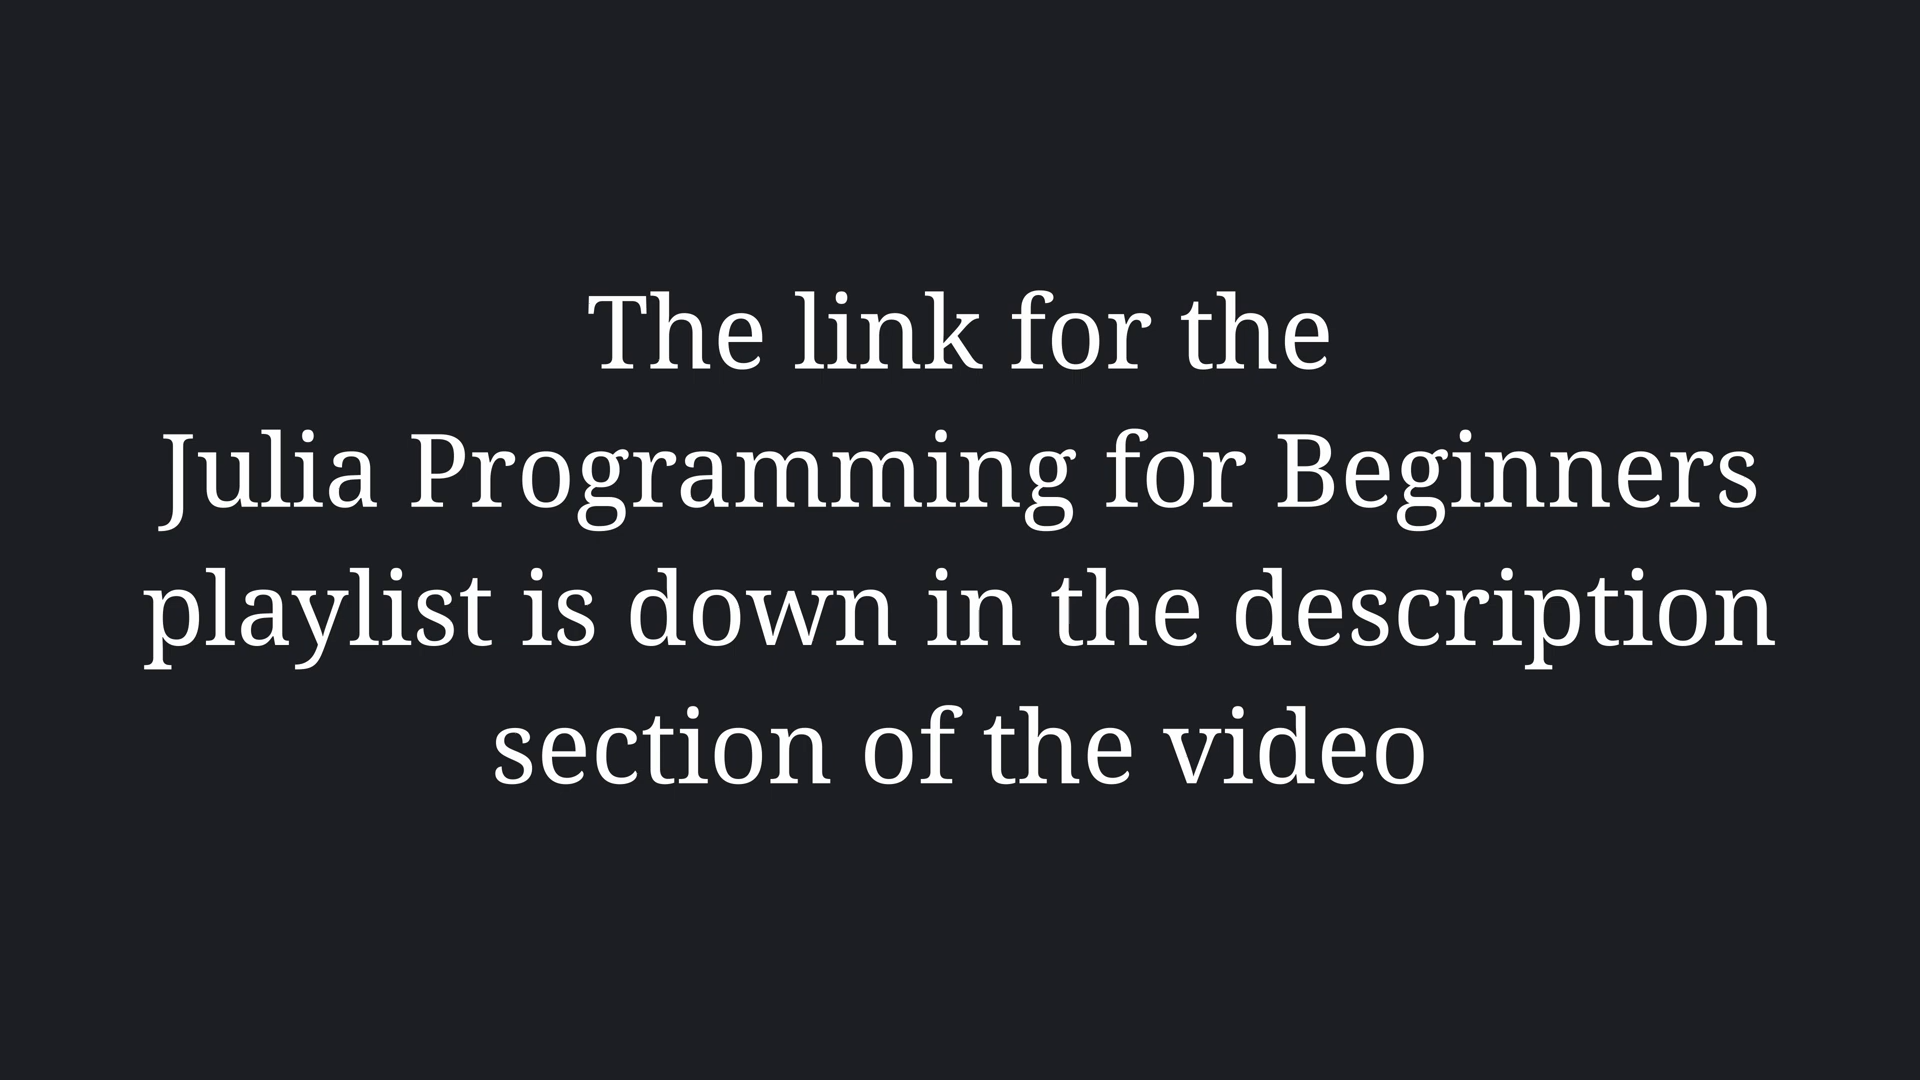 The link for the
Julia Programming for Beginners
playlist is down in the description
section of the video